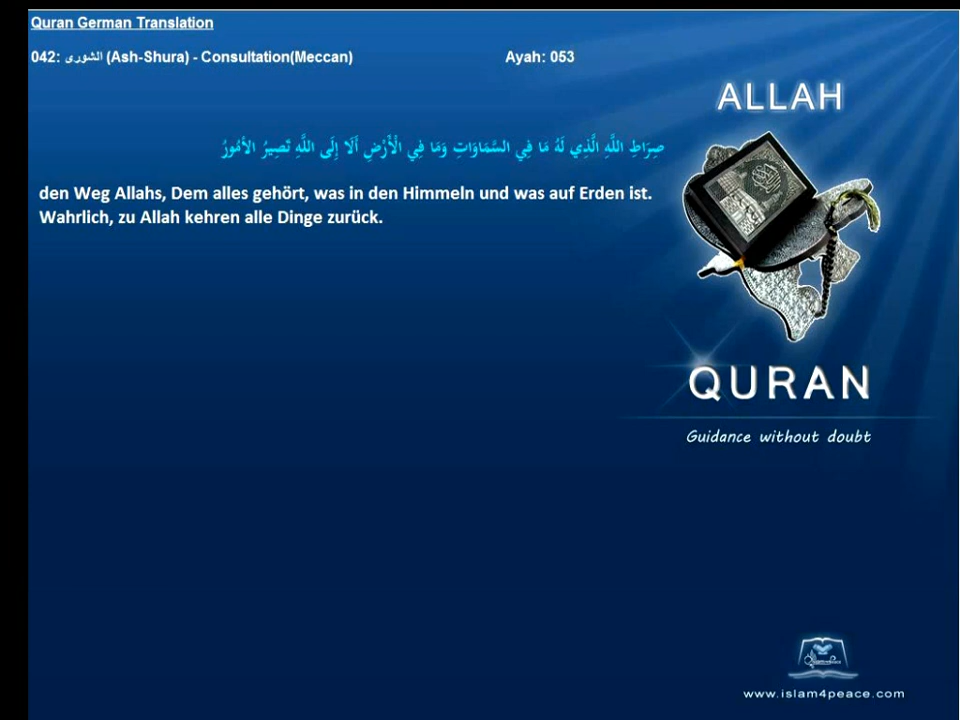 Quran German Translation
042: الشورى (Ash-Shura) - Consultation(Meccan) Ayah: 053
ALLAH
صِرَاطِ اللَّهِ الَّذِي لَهُ مَا فِي السَّمَاوَاتِ وَمَا فِي الْأَرْضِ أَلَا إِلَى اللَّهِ تَصِيرُ الأُمُورُ
den Weg Allahs, Dem alles gehört, was in den Himmeln und was auf Erden ist.
Wahrlich, zu Allah kehren alle Dinge zurück.
QURAN
Guidance without doubt
www.islam4peace.com